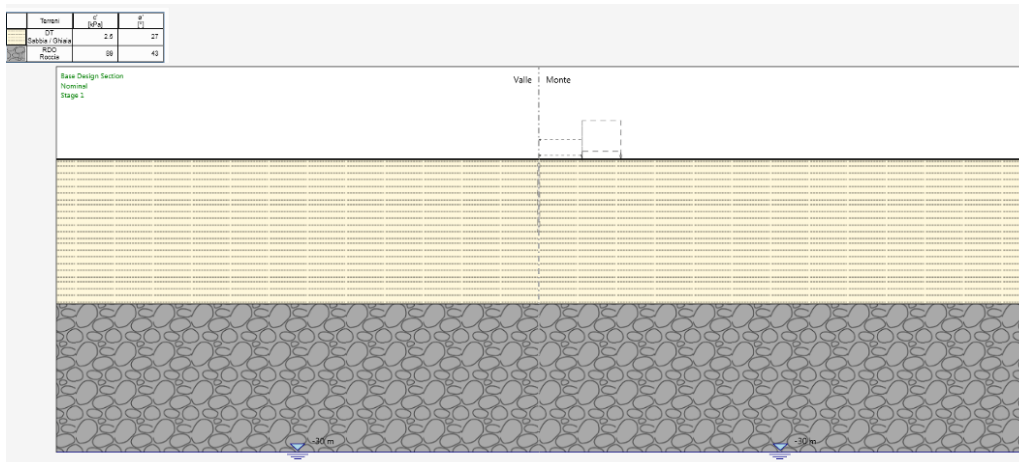 Terreni c' [kPa] ø' [°]
DT
Sabbia / Ghiaia 2.5 27
RDO
Roccia 43
Base Design Section
Nominal
Stage 1
Valle Monte
-30 m -30 m